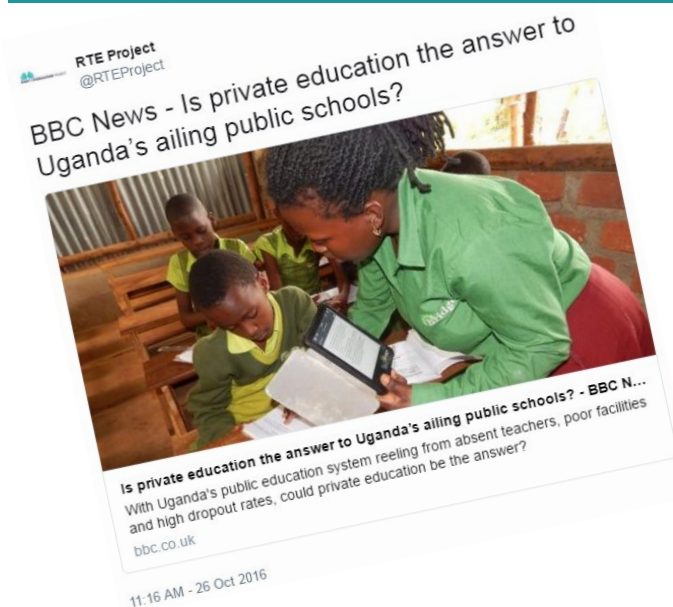 RTE Project
@RTEProject
BBC News - Is private education the answer to
Uganda's ailing public schools?
Is private education the answer to Uganda's ailing public schools? - BBC N...
With Uganda's public education system reeling from absent teachers, poor facilities
and high dropout rates, could private education be the answer?
bbc.co.uk
11:16 AM - 26 Oct 2016